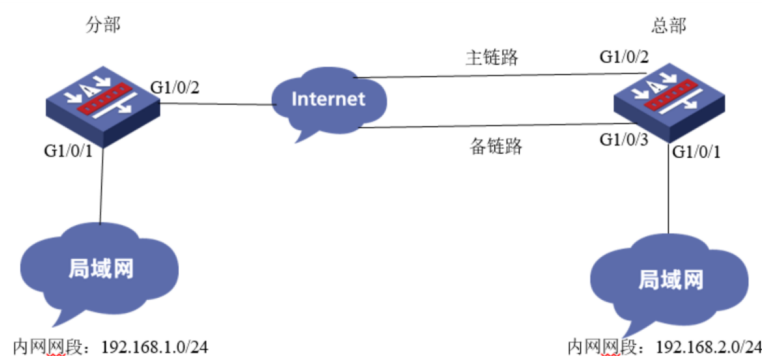 分部
总部
主链路
G1/0/2
G1/0/2
Internet
备链路
G1/0/3
G1/0/1
G1/0/1
局域网
局域网
内网网段：192.168.1.0/24
内网网段：192.168.2.0/24